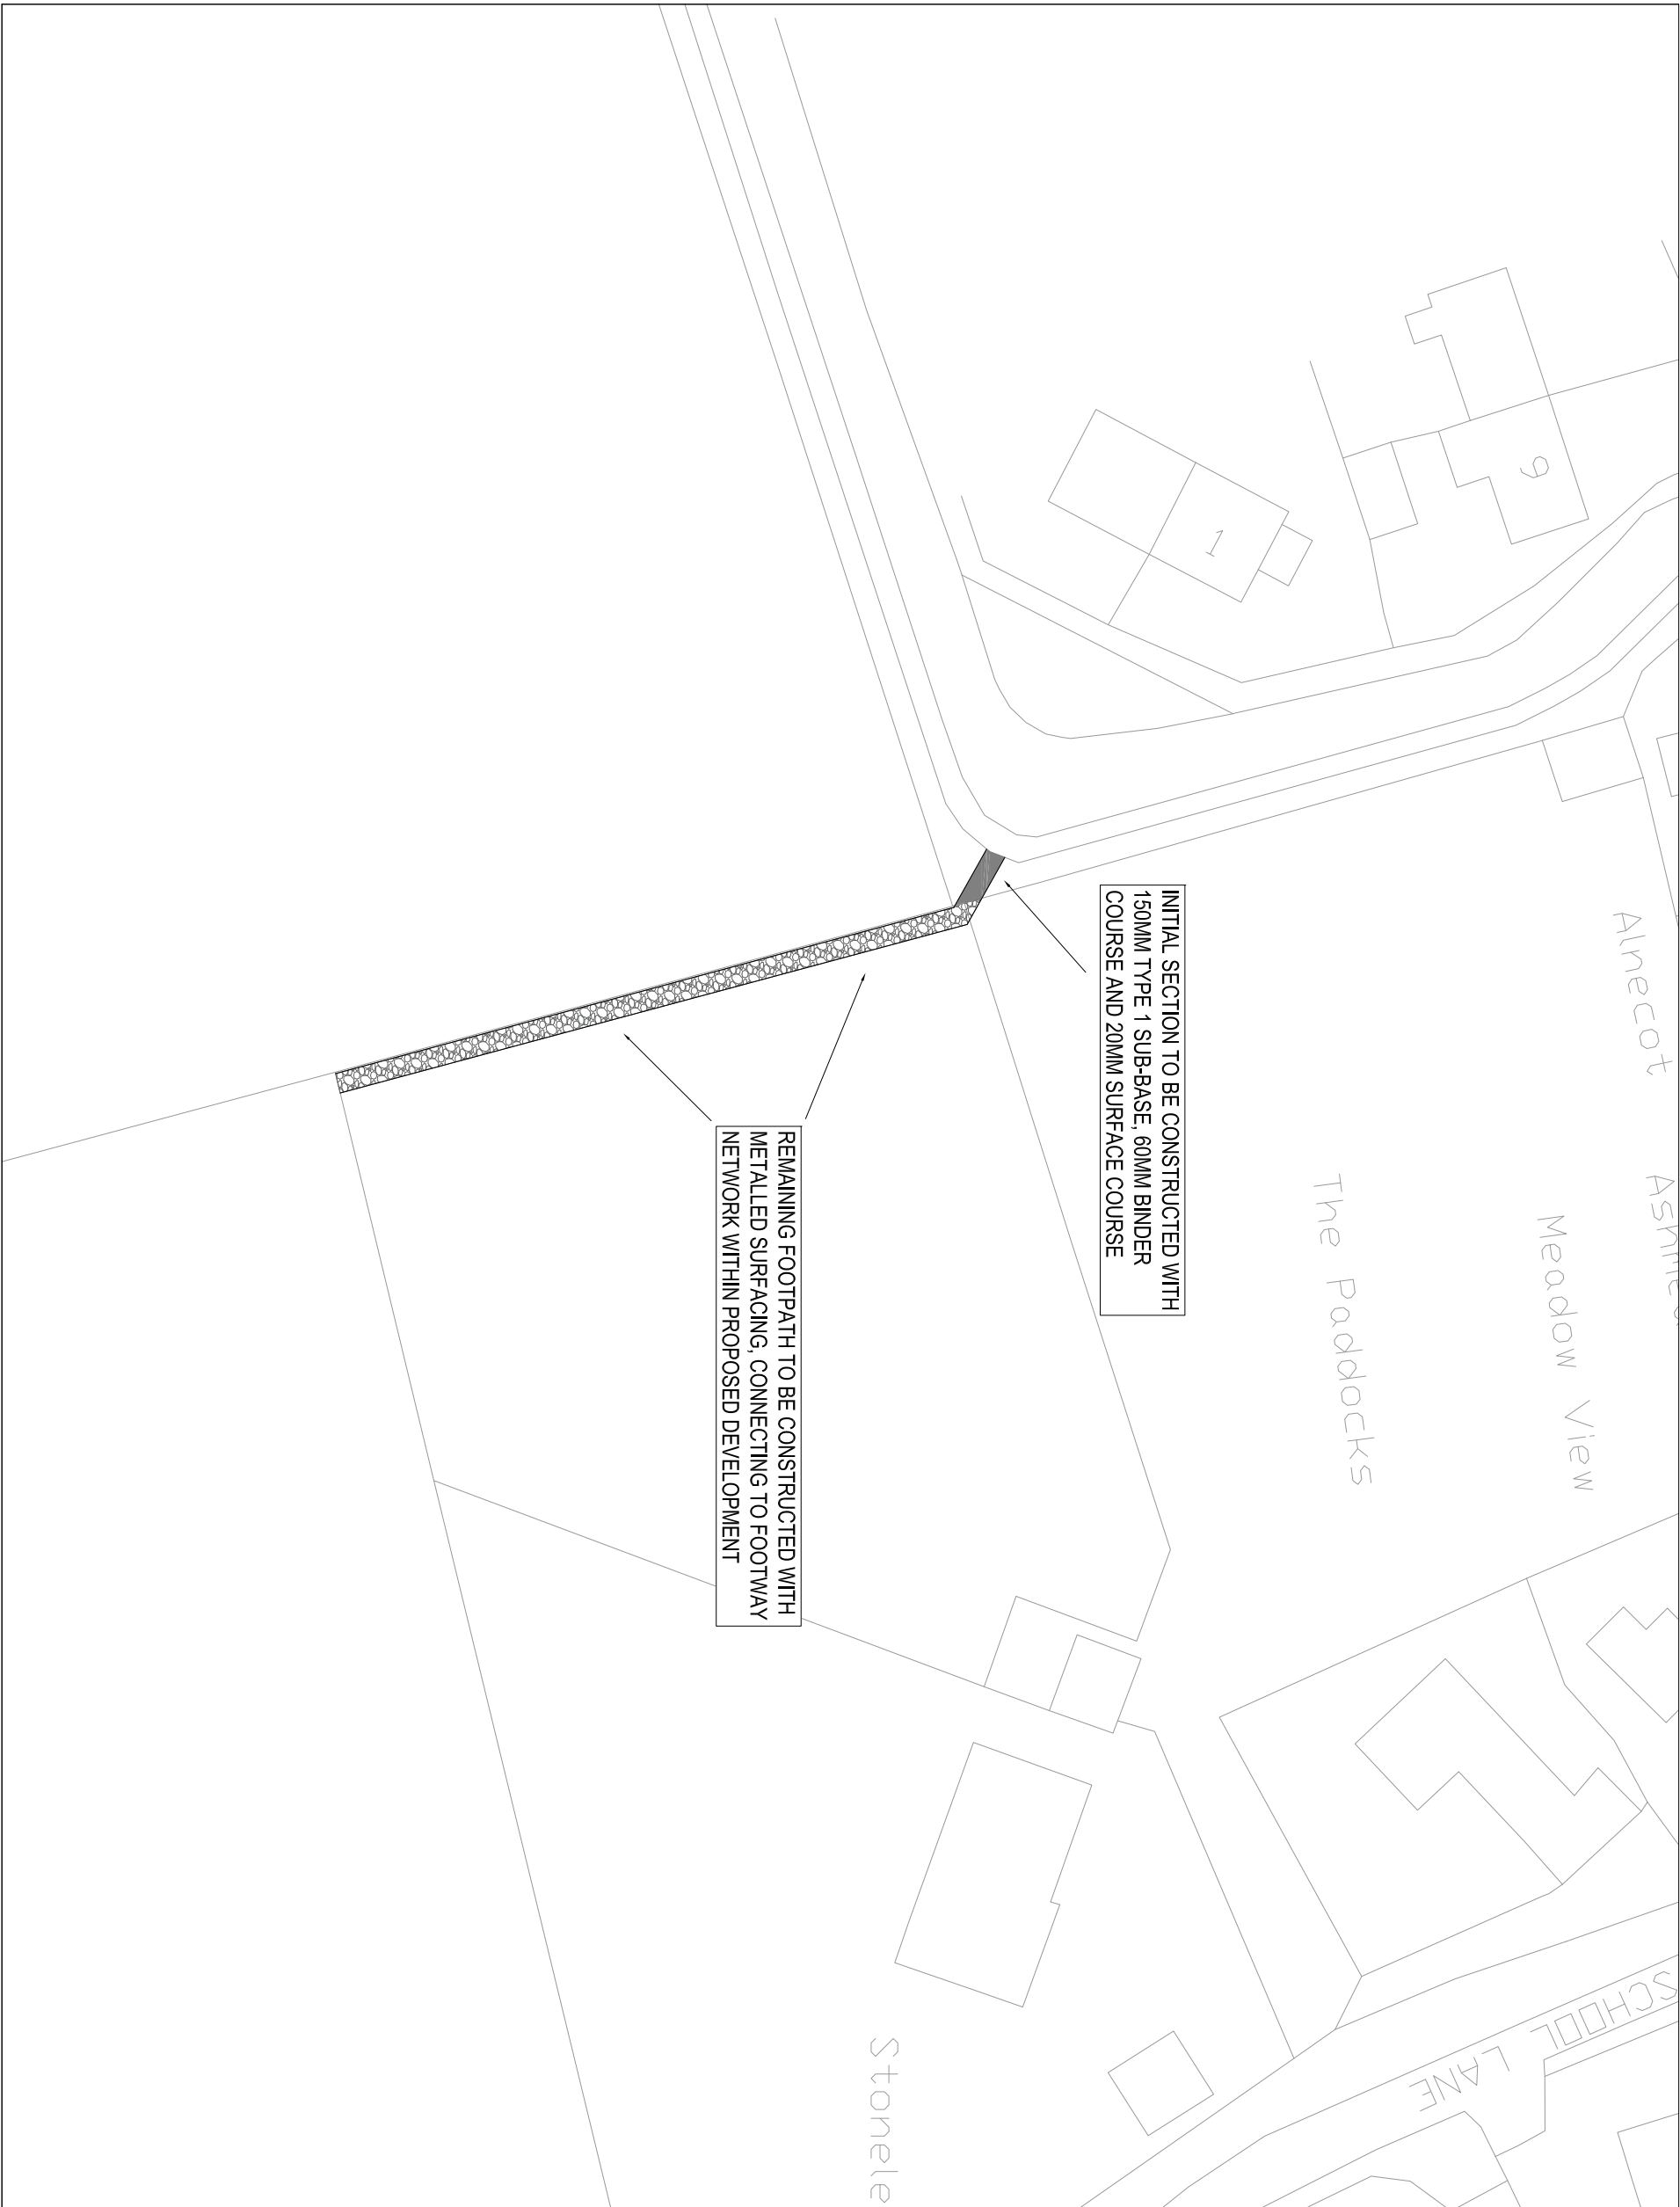 Alnecot
Meadow View
The Paddocks
9
1
INITIAL SECTION TO BE CONSTRUCTED WITH
150MM TYPE 1 SUB-BASE, 60MM BINDER
COURSE AND 20MM SURFACE COURSE
REMAINING FOOTPATH TO BE CONSTRUCTED WITH
METALLED SURFACING, CONNECTING TO FOOTWAY
NETWORK WITHIN PROPOSED DEVELOPMENT
SCHOOL LANE
Stonele